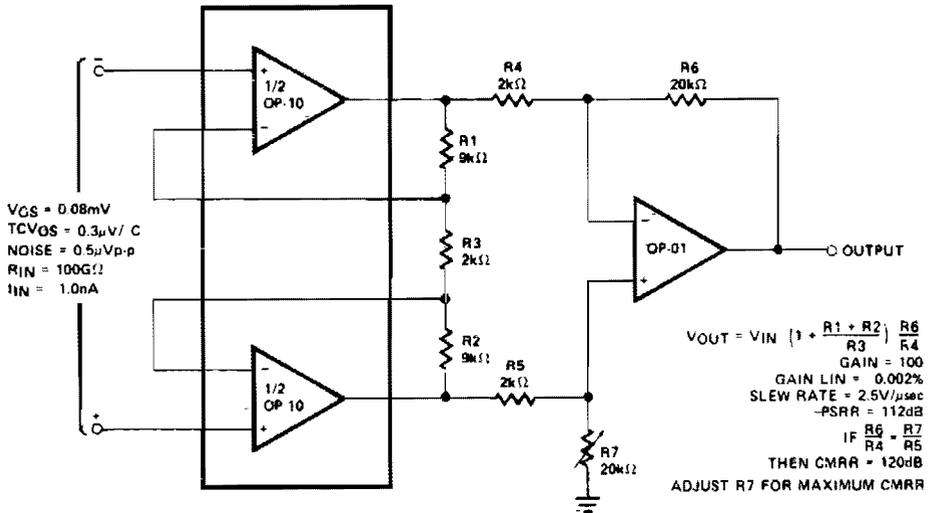 −
+
1/2
OP-10
−
R4
2kΩ
R6
20kΩ
R1
9kΩ
VOS = 0.08mV
TCVOS = 0.3µV/ C
NOISE = 0.5µVp-p
RIN = 100GΩ
IIN = 1.0nA
R3
2kΩ
−
OP-01
+
OUTPUT
R2
9kΩ
−
1/2
OP 10
+
+
R5
2kΩ
R7
20kΩ
VOUT = VIN (1 + R1 + R2 / R3) R6 / R4
GAIN = 100
GAIN LIN = 0.002%
SLEW RATE = 2.5V/µsec
-PSRR = 112dB
IF R6 / R4 = R7 / R5
THEN CMRR = 120dB
ADJUST R7 FOR MAXIMUM CMRR